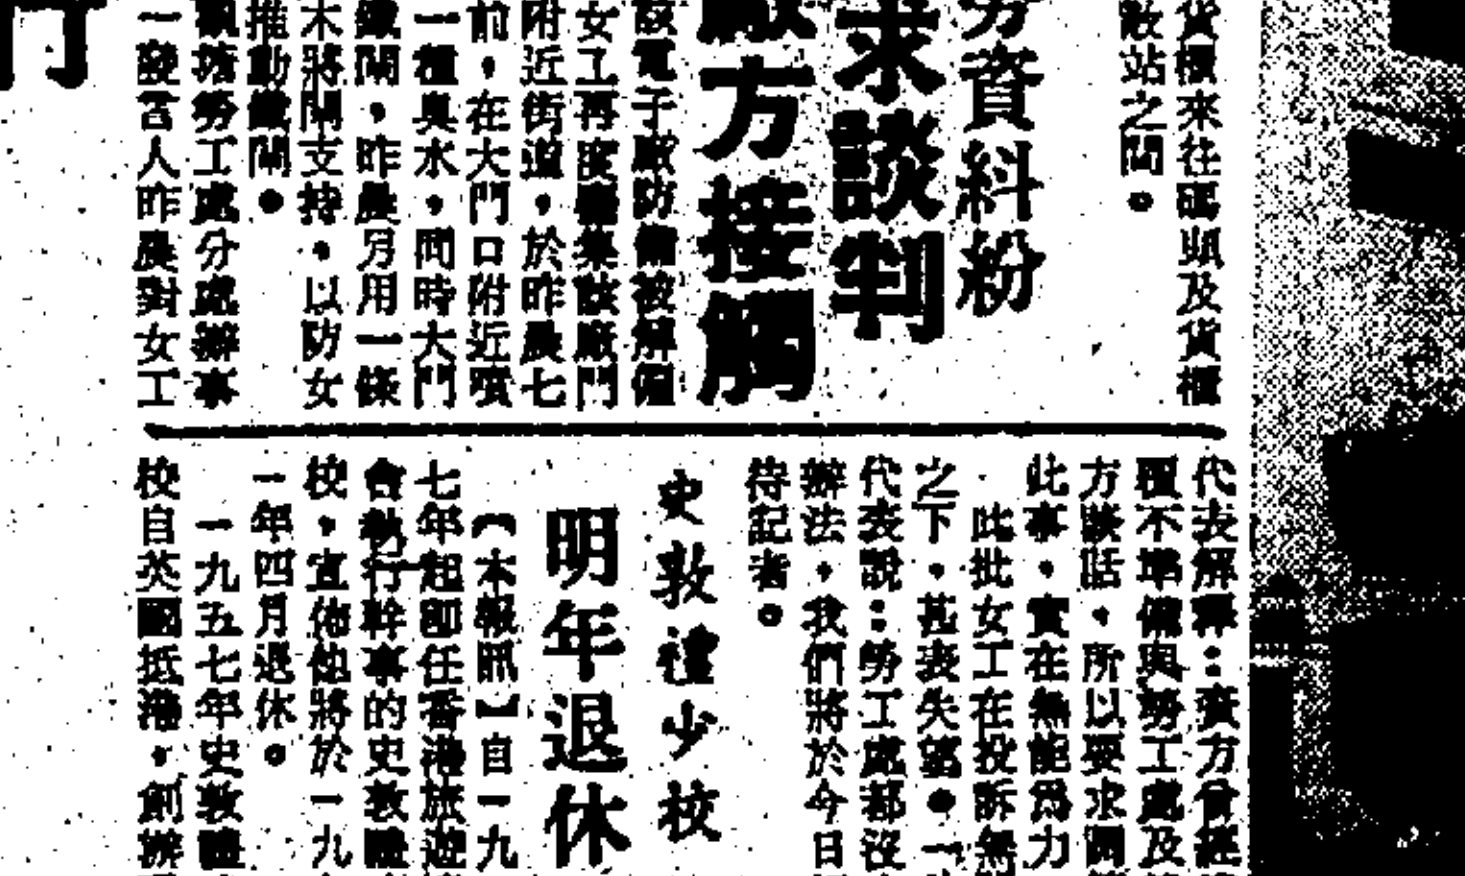 貨櫃來往碼頭及貨櫃
散站之間。
勞資糾紛
求談判
廠方接觸
該電子廠防備被解僱
女工再度聚集該廠門
附近街道，於昨晨七
前，在大門口附近噴
一種臭水，同時大門
鐵閘，昨晨另用一條
木將閘支持，以防女
推動鐵閘。
觀塘勞工處分處辦事
一發言人昨晨對女工
代表解釋：資方曾經
覆不準備與勞工處及
方談話，所以要求調
此事，實在無能爲力
此批女工在投訴無
之下，甚表失望。一
代表說：勞工處都沒
辦法，我們將於今日
待記者。
史敦禮少校
明年退休
【本報訊】自一九
七年起卽任香港旅遊
會執行幹事的史敦禮
校，宣佈他將於一九
一年四月退休。
一九五七年史敦禮
校自英國抵港，創辦